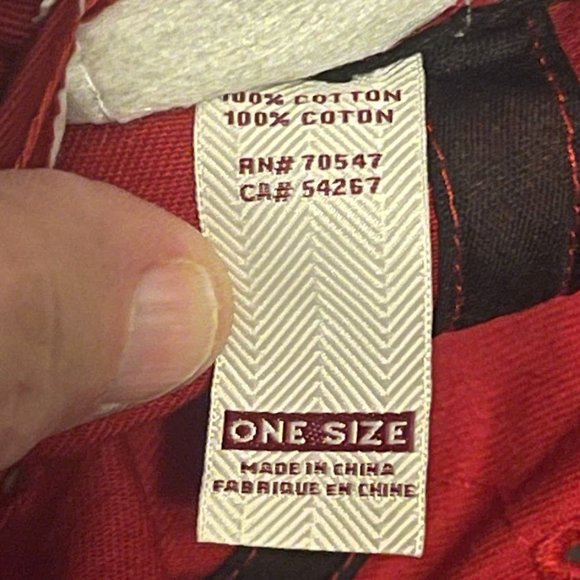 100% COTTON
100% COTON
RN# 70547
CA# 54267
ONE SIZE
MADE IN CHINA
FABRIQUE EN CHINE